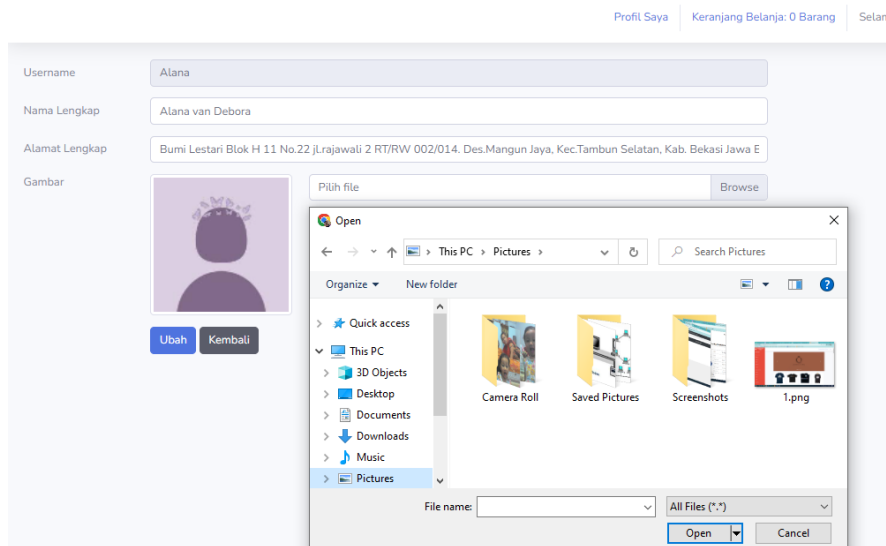 Profil Saya Keranjang Belanja: 0 Barang Selam
Username Alana
Nama Lengkap Alana van Debora
Alamat Lengkap Bumi Lestari Blok H 11 No.22 jl.rajawali 2 RT/RW 002/014. Des.Mangun Jaya, Kec.Tambun Selatan, Kab. Bekasi Jawa B
Gambar Pilih file Browse
Open
This PC Pictures Search Pictures
Organize New folder
Quick access
This PC
3D Objects
Desktop
Documents
Downloads
Music
Pictures
Camera Roll Saved Pictures Screenshots 1.png
Ubah Kembali
File name: All Files (*.*)
Open Cancel